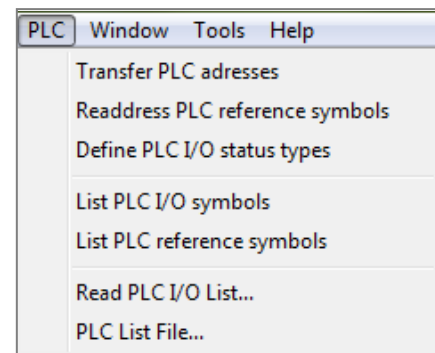 PLC Window Tools Help
Transfer PLC adresses
Readdress PLC reference symbols
Define PLC I/O status types
List PLC I/O symbols
List PLC reference symbols
Read PLC I/O List...
PLC List File...